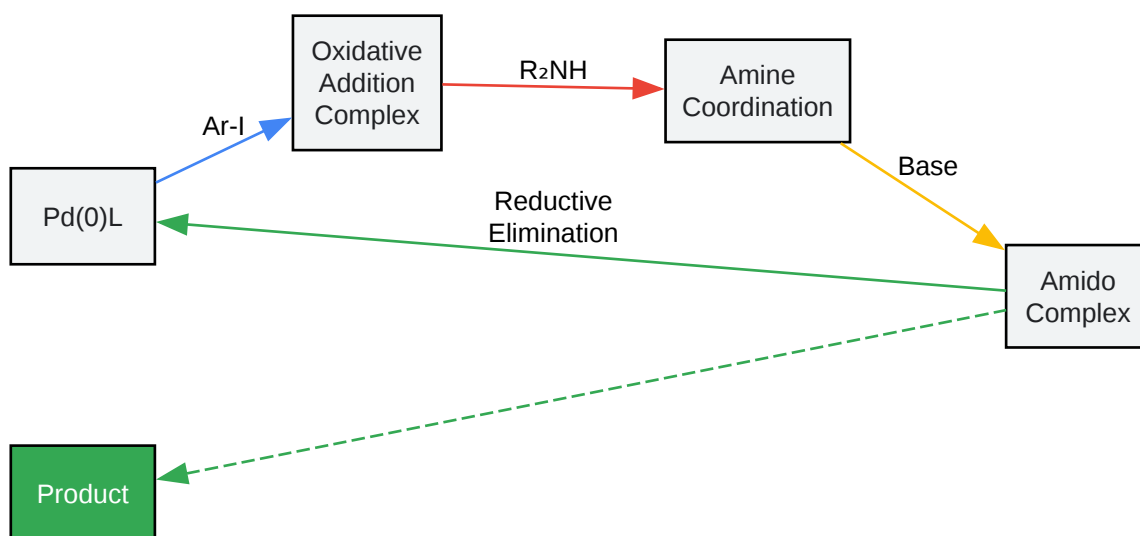 Oxidative
Addition
Complex
R₂NH
Amine
Coordination
Ar-I
Base
Pd(0)L
Reductive
Elimination
Amido
Complex
Product